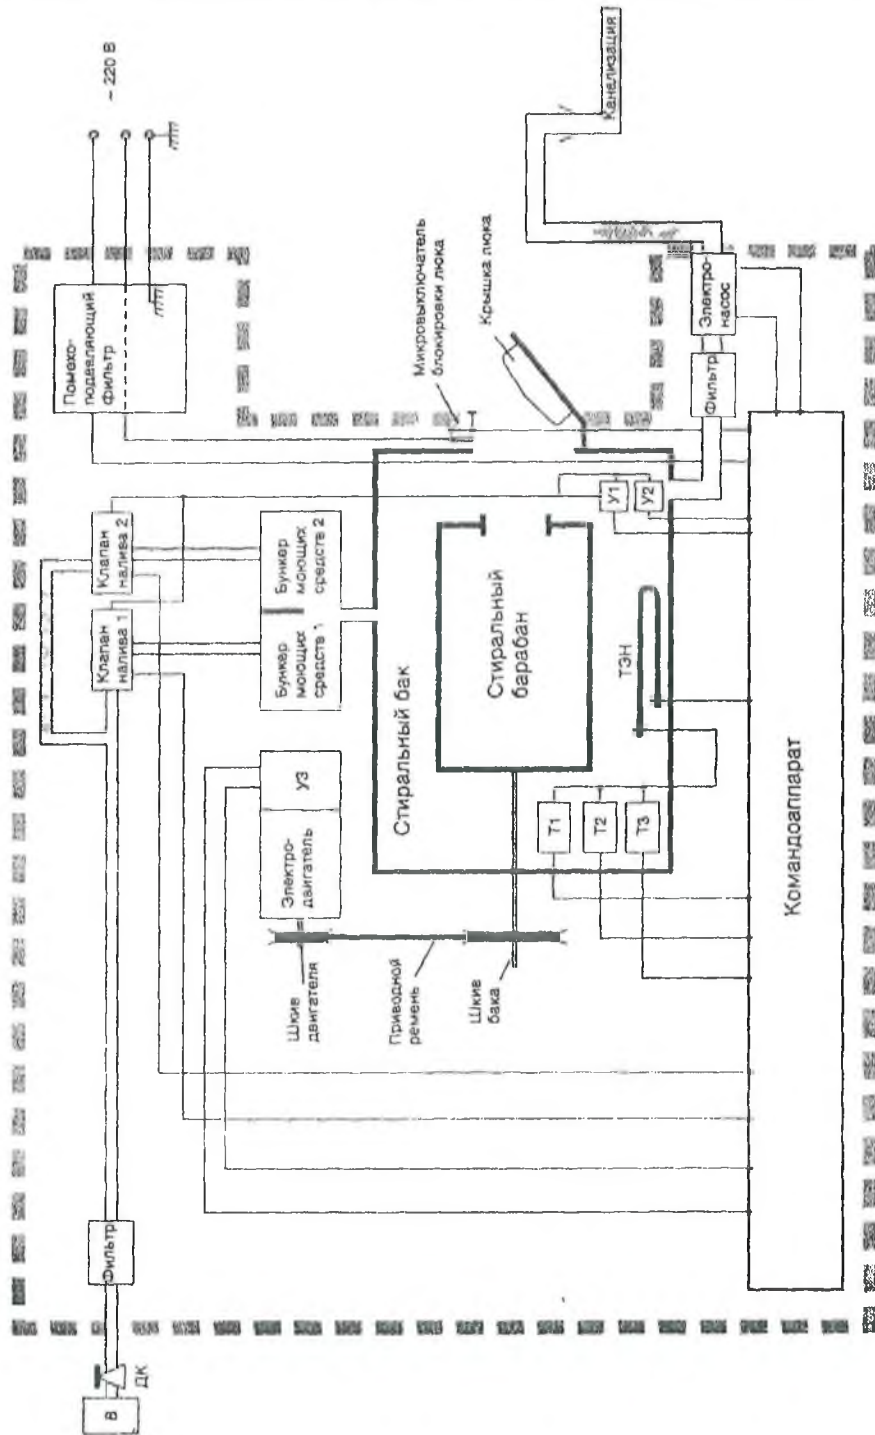 В
ДК
Фильтр
Клапан
налива 1
Клапан
налива 2
Помехо-
подавляющий
фильтр
~ 220 В
Электро-
двигатель
УЗ
Бункер
моющих
средств 1
Бункер
моющих
средств 2
Шкив
двигателя
Приводной
ремень
Шкив
бака
Стиральный бак
Стиральный
барабан
Микровыключатель
блокировки люка
Крышка люка
Т1
Т2
Т3
ТЭН
У1
У2
Фильтр
Электро-
насос
Канализация
Командоаппарат